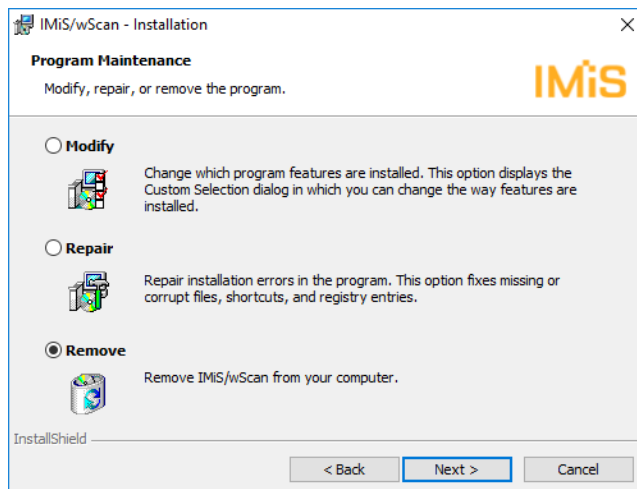 IMiS/wScan - Installation
Program Maintenance
Modify, repair, or remove the program.
IMiS
Modify
Change which program features are installed. This option displays the
Custom Selection dialog in which you can change the way features are
installed.
Repair
Repair installation errors in the program. This option fixes missing or
corrupt files, shortcuts, and registry entries.
Remove
Remove IMiS/wScan from your computer.
InstallShield
< Back
Next >
Cancel